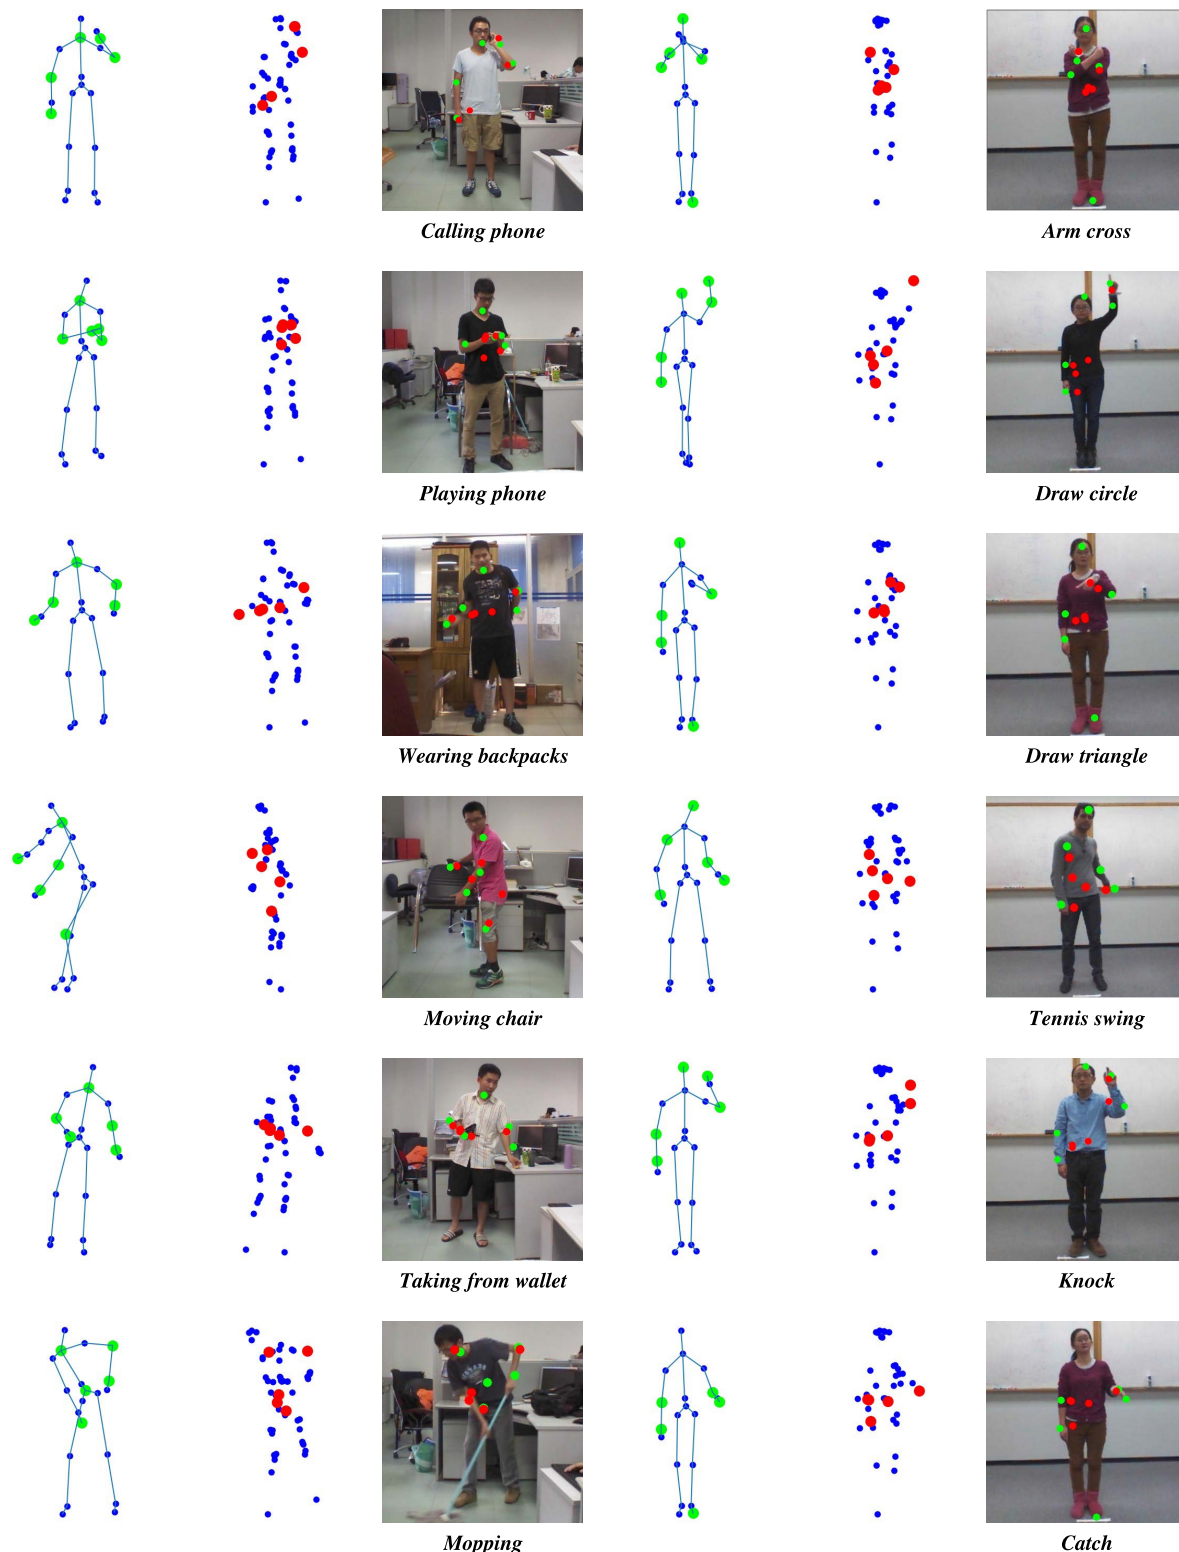 Calling phone
Arm cross
Playing phone
Draw circle
Wearing backpacks
Draw triangle
Moving chair
Tennis swing
Taking from wallet
Knock
Mopping
Catch